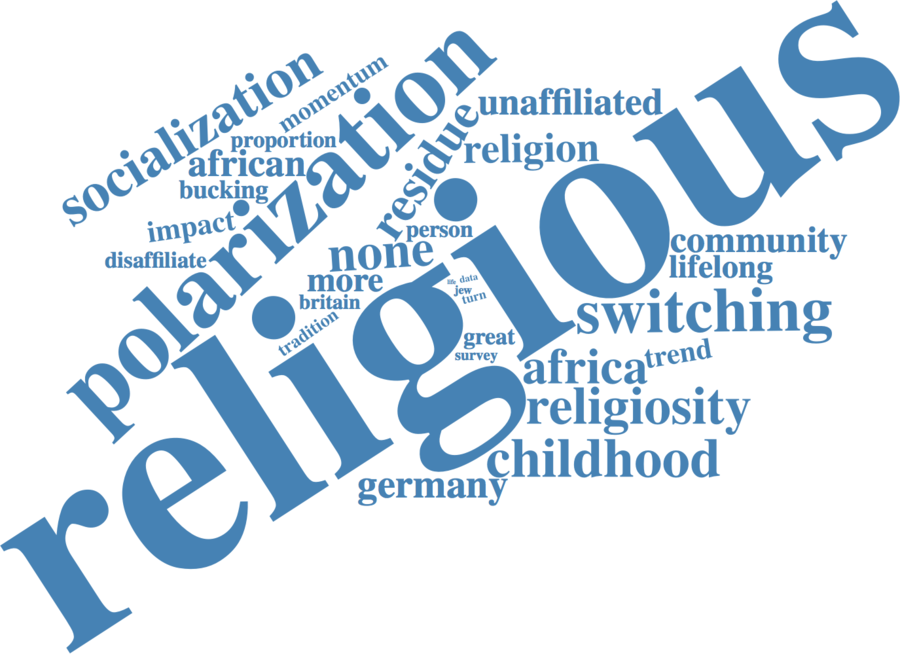 socialization
momentum
polarization
proportion
african
bucking
impact
disaffiliate
residue
unaffiliated
religion
person
none
more
britain
tradition
religious
life
data
jew
turn
great
survey
community
lifelong
switching
africa
trend
religiosity
childhood
germany